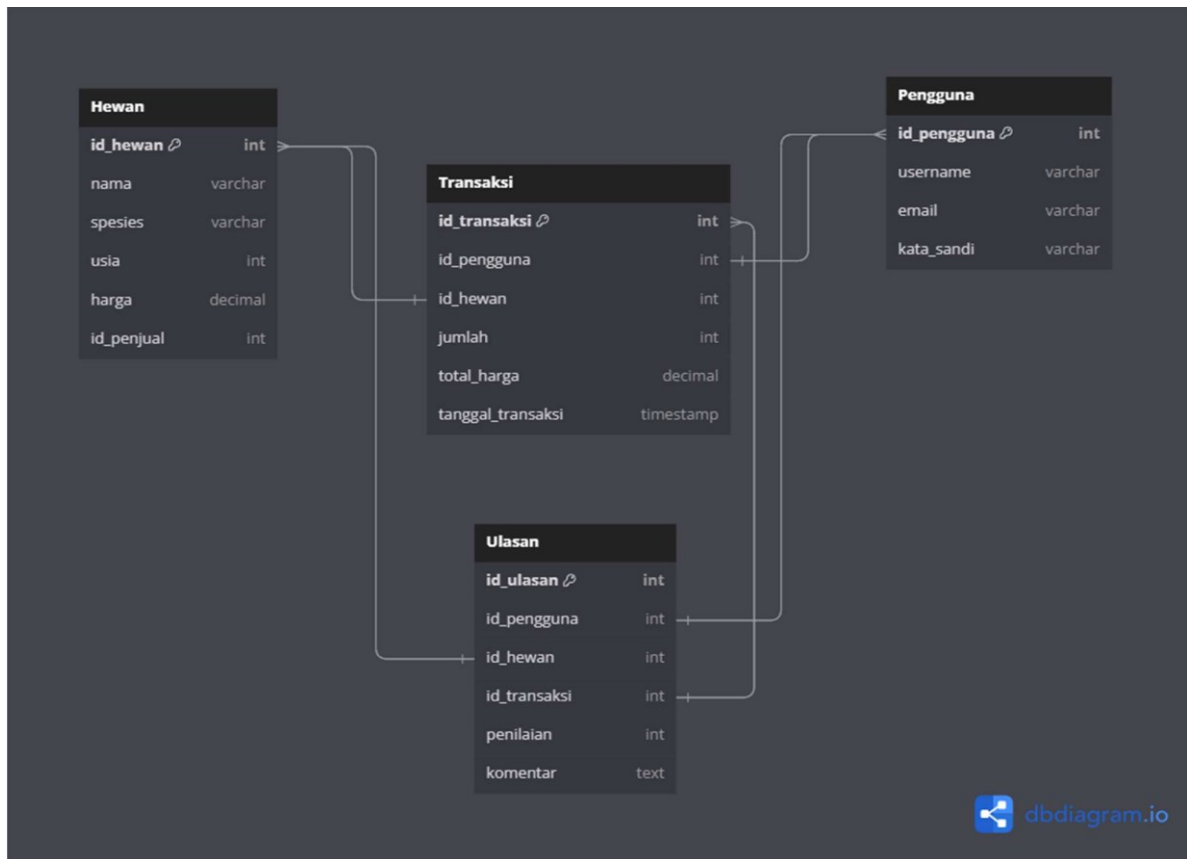 Hewan
id_hewan int
nama varchar
spesies varchar
usia int
harga decimal
id_penjual int
Transaksi
id_transaksi int
id_pengguna int
id_hewan int
jumlah int
total_harga decimal
tanggal_transaksi timestamp
Pengguna
id_pengguna int
username varchar
email varchar
kata_sandi varchar
Ulasan
id_ulasan int
id_pengguna int
id_hewan int
id_transaksi int
penilaian int
komentar text
dbdiagram.io